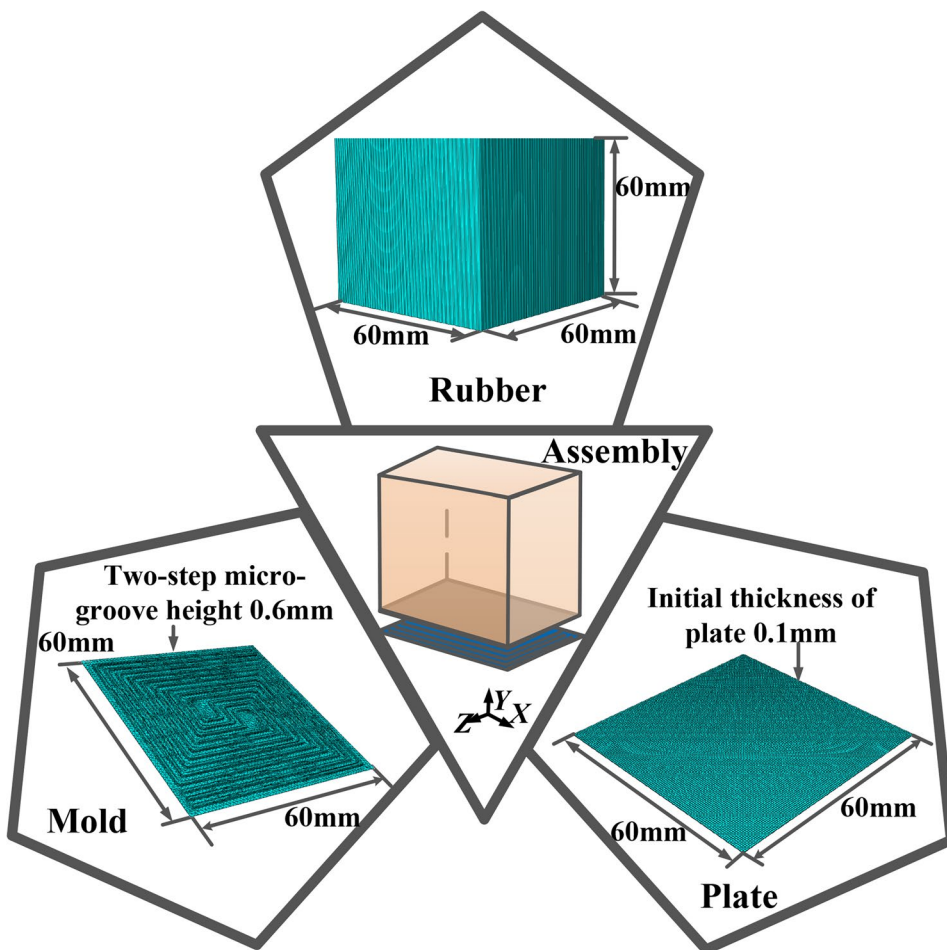 60mm
60mm
60mm
Rubber
Assembly
Two-step micro-
groove height 0.6mm
60mm
60mm
Mold
Y
Z
X
Initial thickness of
plate 0.1mm
60mm
60mm
Plate